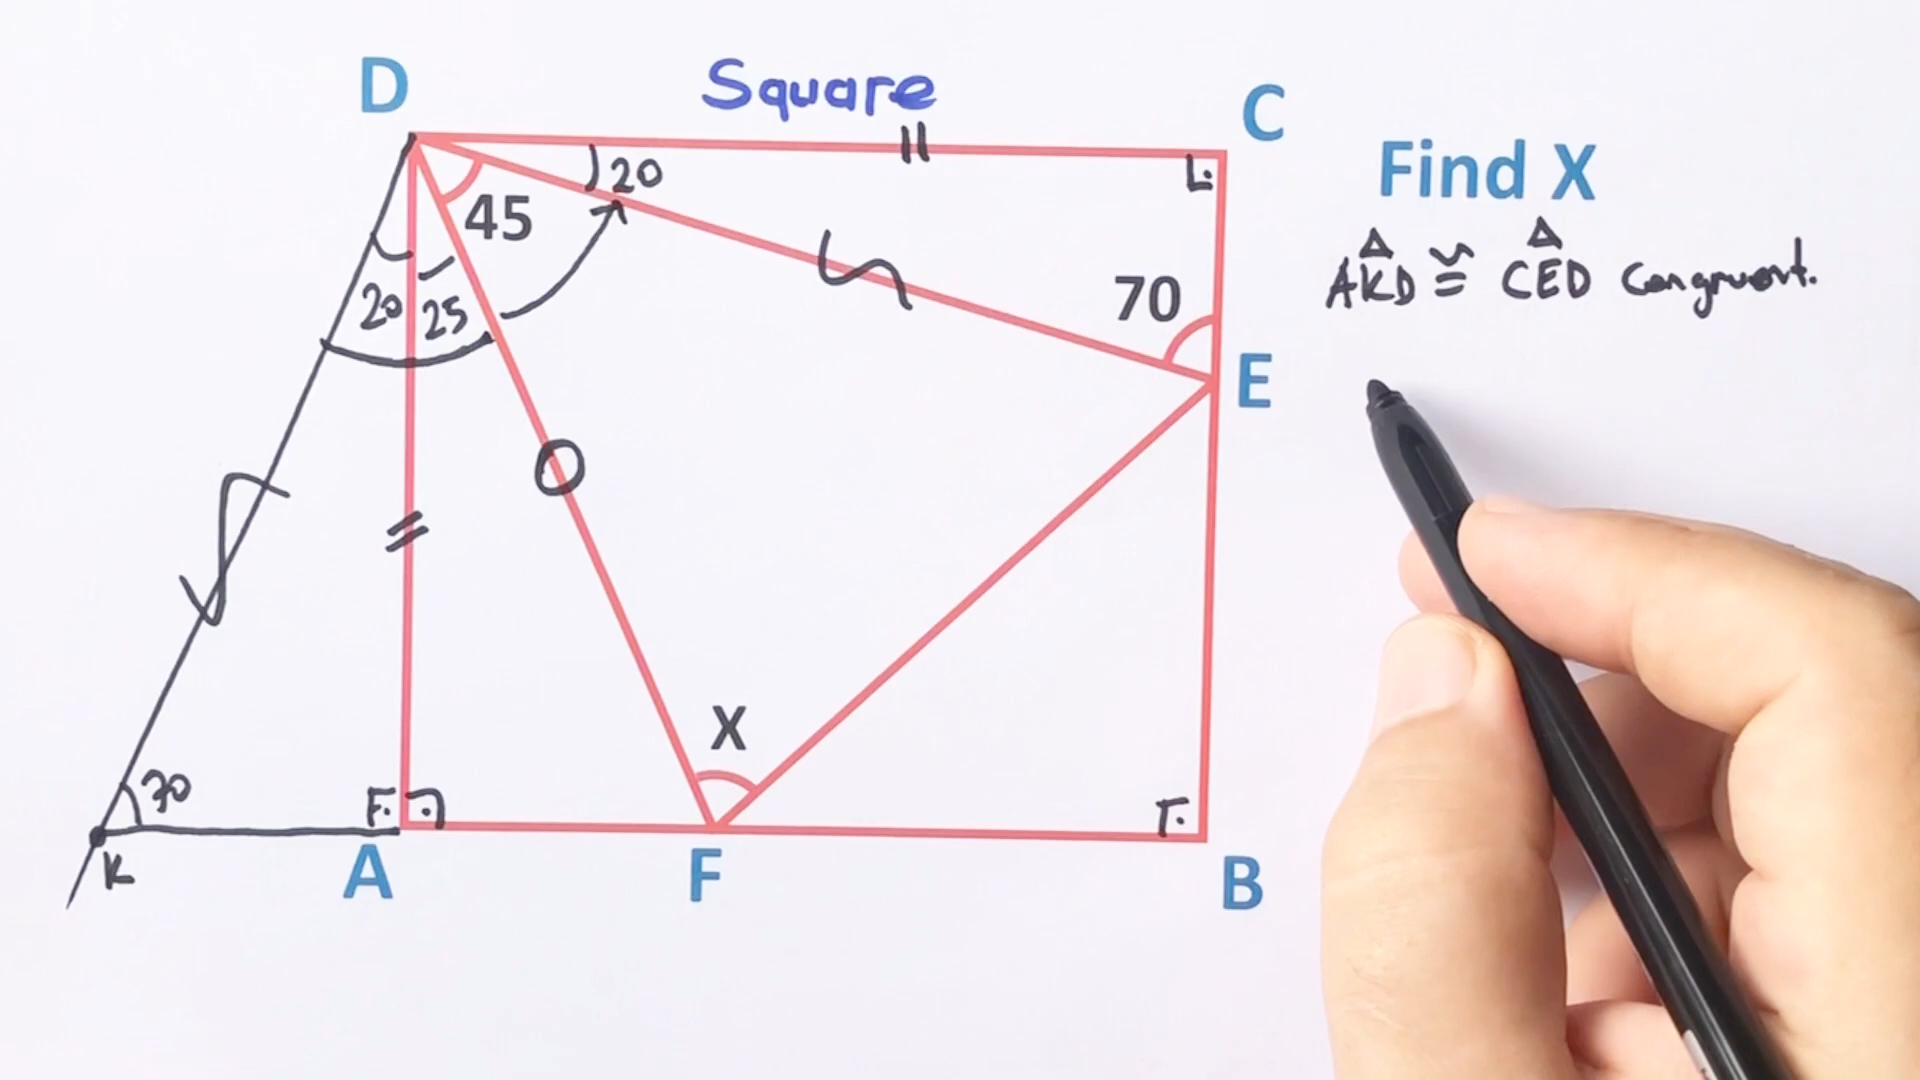 Square
D
C
Find X
20
45
AKD ≅ CED Congruent.
70
20 25
E
X
70
K
A
F
B